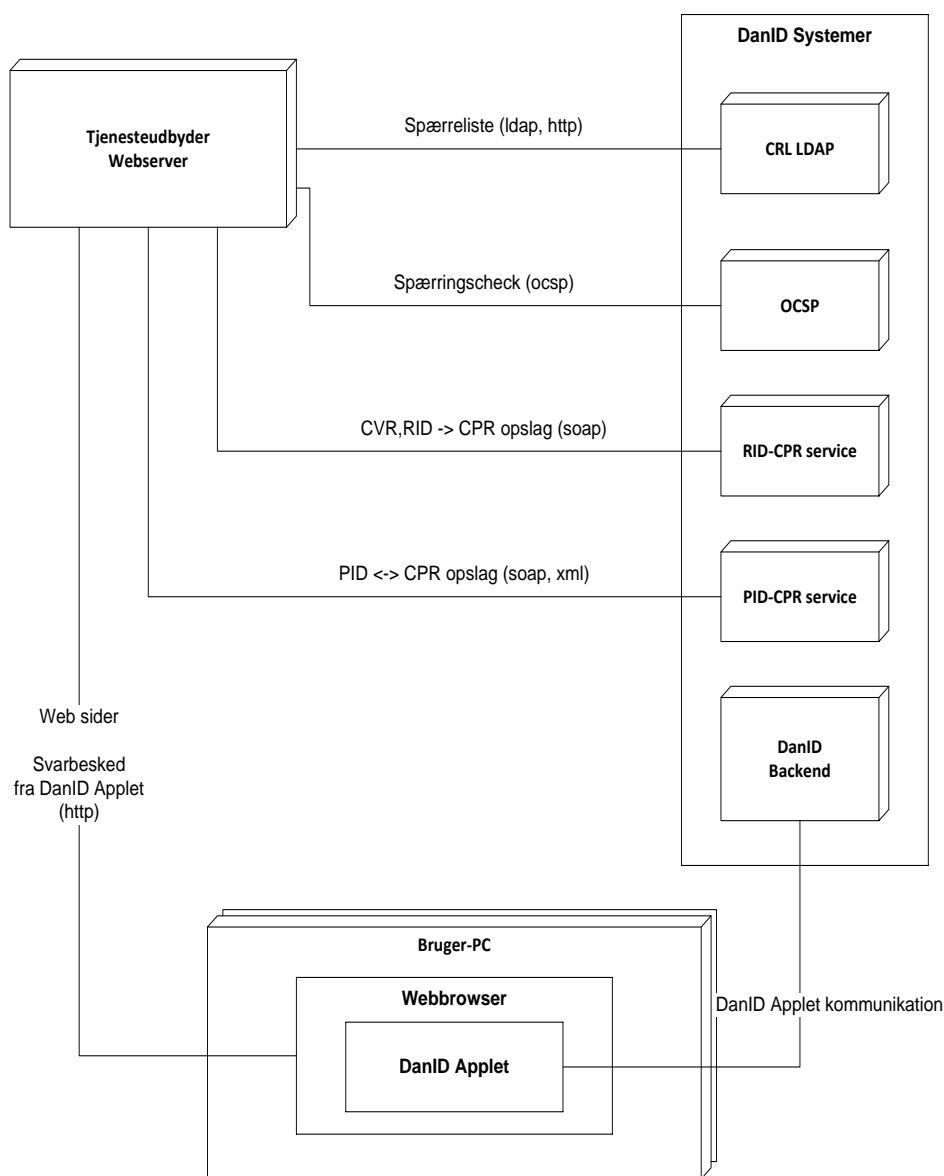 DanID Systemer
Tjenesteudbyder
Webserver
Spærreliste (ldap, http)
CRL LDAP
Spærringscheck (ocsp)
OCSP
CVR,RID -> CPR opslag (soap)
RID-CPR service
PID <-> CPR opslag (soap, xml)
PID-CPR service
Web sider
Svarbesked
fra DanID Applet
(http)
DanID
Backend
Bruger-PC
Webbrowser
DanID Applet kommunikation
DanID Applet